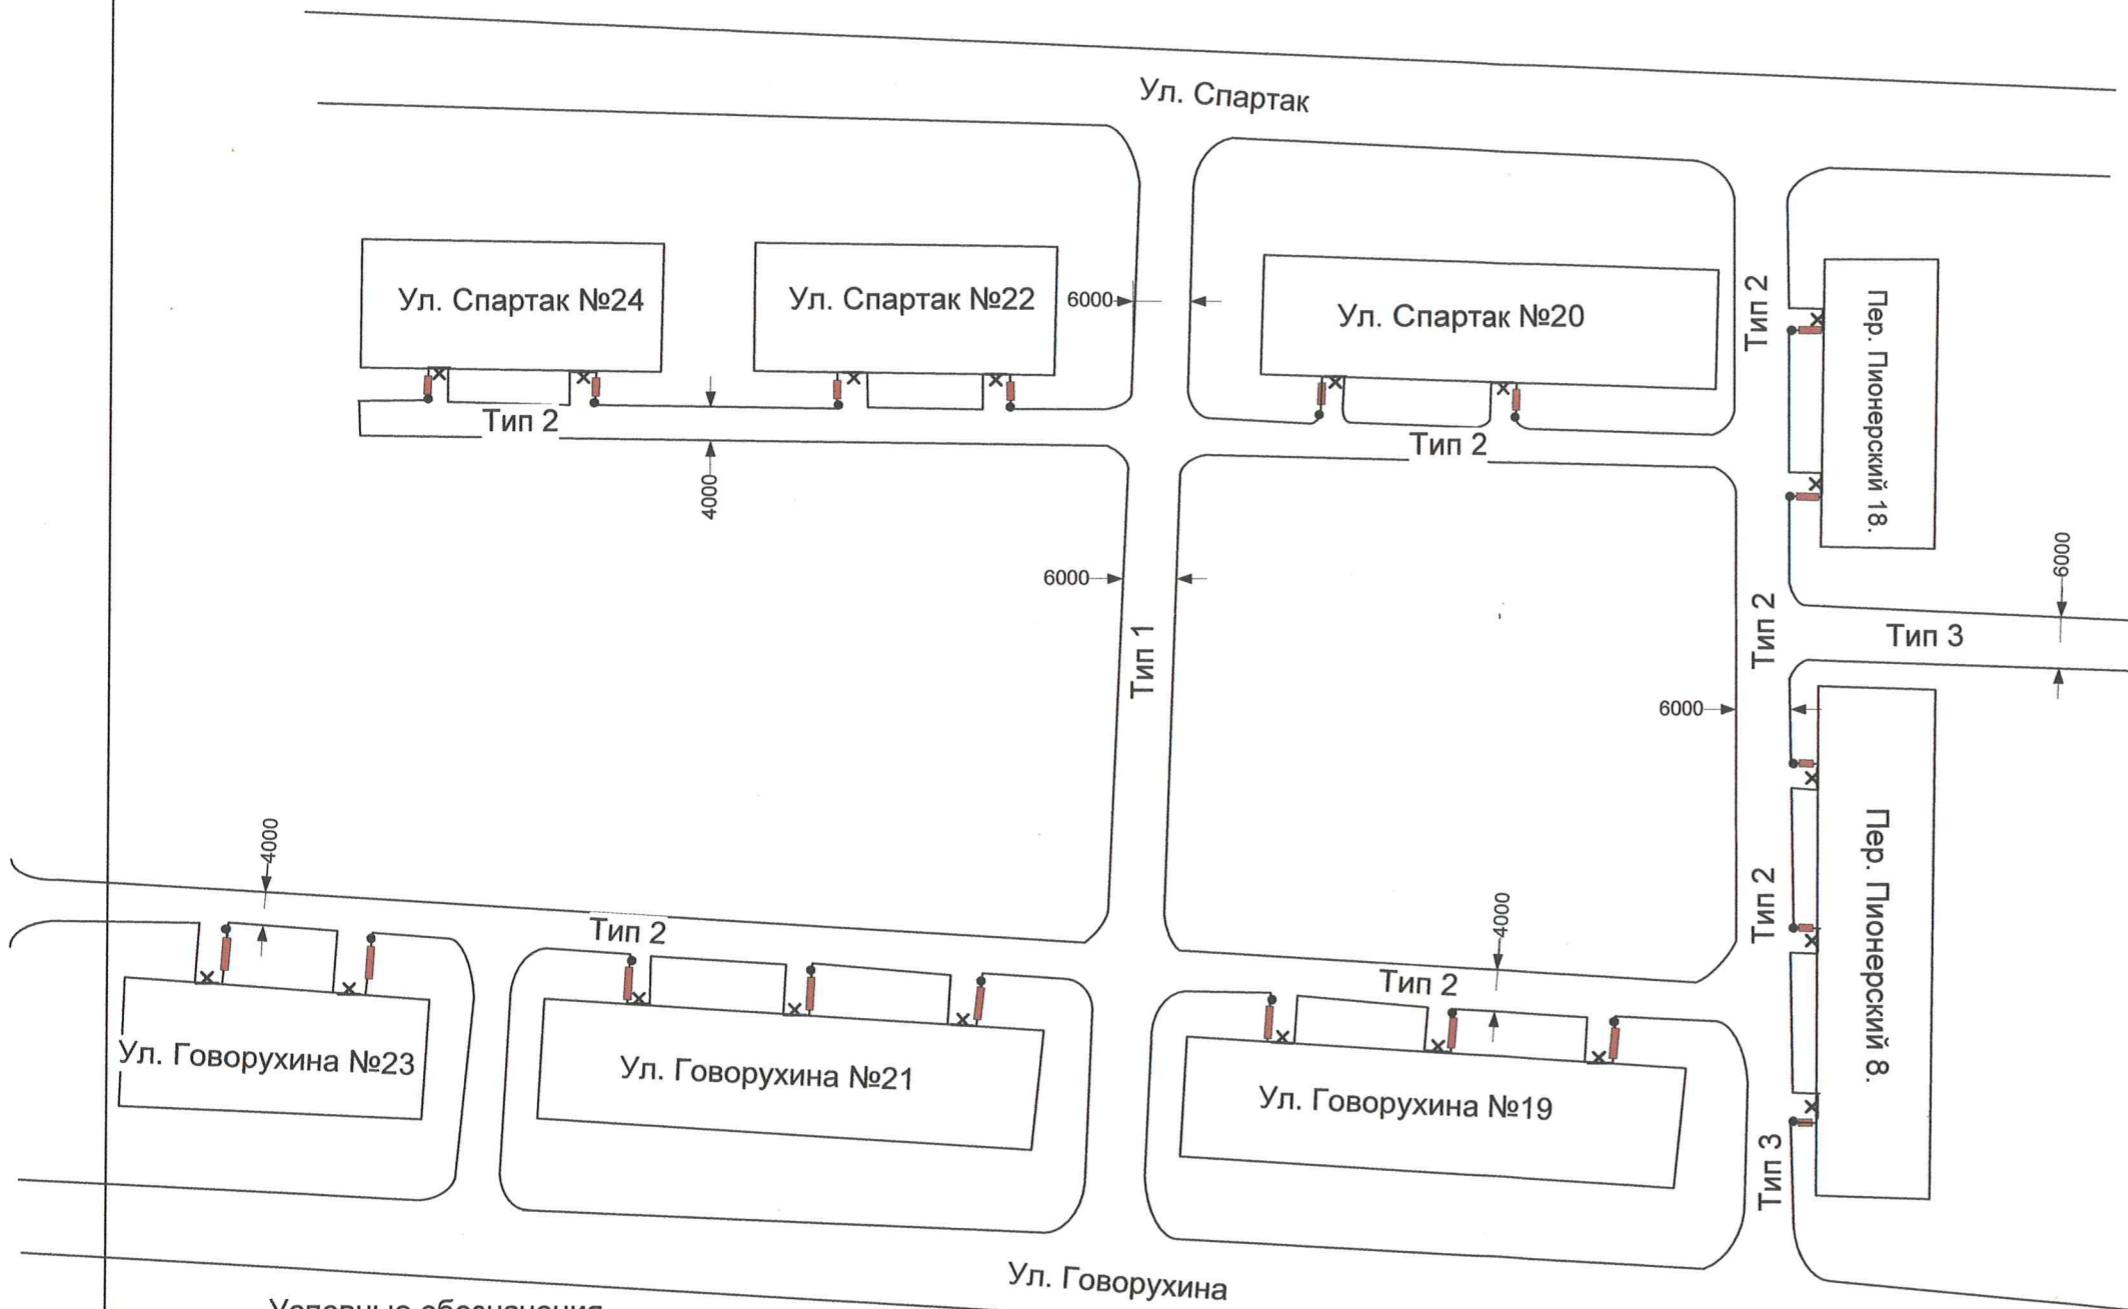 Ул. Спартак
Ул. Спартак №24
Ул. Спартак №22
6000
Ул. Спартак №20
Тип 2
Пер. Пионерский 18.
Тип 2
4000
Тип 2
6000
Тип 1
Тип 2
6000
Тип 3
6000
Пер. Пионерский 8.
4000
Тип 2
4000
Тип 2
Тип 2
Ул. Говорухина №23
Ул. Говорухина №21
Ул. Говорухина №19
Тип 3
Ул. Говорухина
Условные обозначения